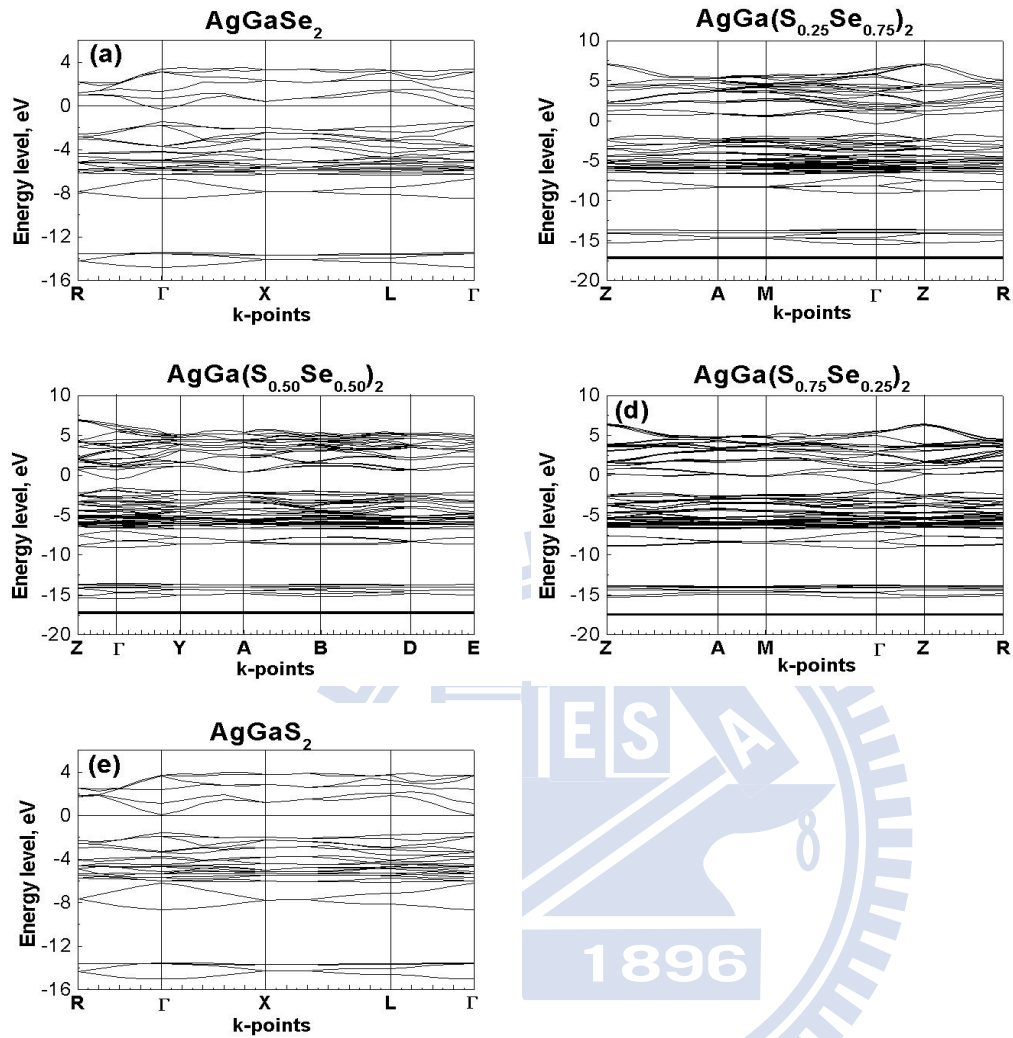 AgGaSe2
(a)
4
0
-4
-8
-12
-16
Energy level, eV
R Γ X L Γ
k-points
AgGa(S0.25Se0.75)2
10
5
0
-5
-10
-15
-20
Energy level, eV
Z A M Γ Z R
k-points
AgGa(S0.50Se0.50)2
10
5
0
-5
-10
-15
-20
Energy level, eV
Z Γ Y A B D E
k-points
AgGa(S0.75Se0.25)2
(d)
10
5
0
-5
-10
-15
-20
Energy level, eV
Z A M Γ Z R
k-points
AgGaS2
(e)
4
0
-4
-8
-12
-16
Energy level, eV
R Γ X L Γ
k-points
E S A
1896